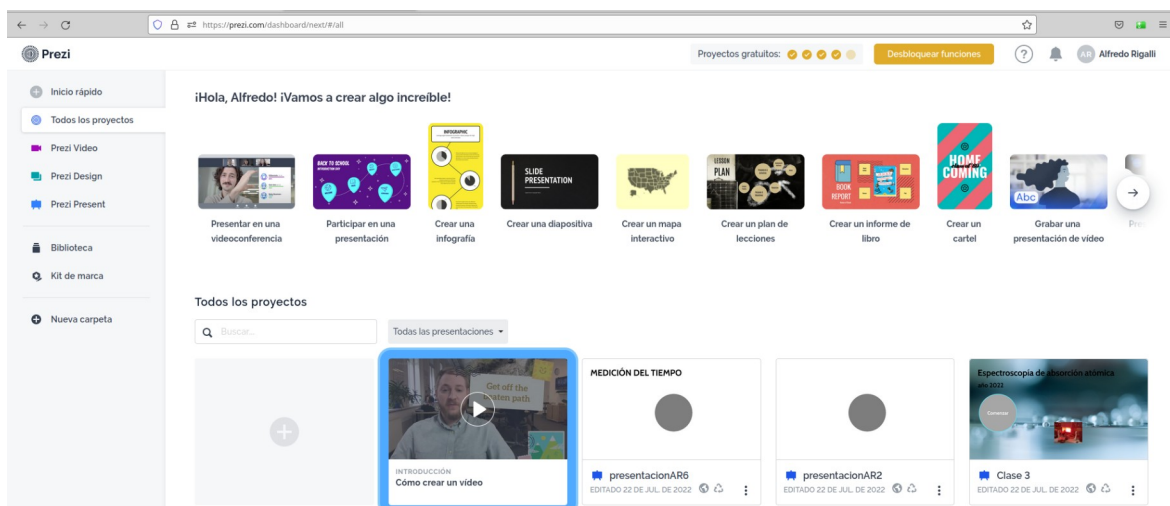 https://prezi.com/dashboard/next/#/all
Prezi
Proyectos gratuitos:
Desbloquear funciones
?
AR
Alfredo Rigalli
Inicio rápido
Todos los proyectos
Prezi Video
Prezi Design
Prezi Present
Biblioteca
Kit de marca
Nueva carpeta
¡Hola, Alfredo! ¡Vamos a crear algo increíble!
BACK TO SCHOOL
INFOGRAPHIC
SLIDE
PRESENTATION
LESSON
PLAN
BOOK
REPORT
HOME
COMING
Abc
Presentar en una
videoconferencia
Participar en una
presentación
Crear una
infografía
Crear una diapositiva
Crear un mapa
interactivo
Crear un plan de
lecciones
Crear un informe de
libro
Crear un
cartel
Grabar una
presentación de vídeo
Todos los proyectos
Buscar...
Todas las presentaciones
Get off the
beaten path
INTRODUCCIÓN
Cómo crear un vídeo
MEDICIÓN DEL TIEMPO
presentacionAR6
EDITADO 22 DE JUL. DE 2022
presentacionAR2
EDITADO 22 DE JUL. DE 2022
Espectroscopía de absorción atómica
año 2022
Comenzar
Clase 3
EDITADO 22 DE JUL. DE 2022